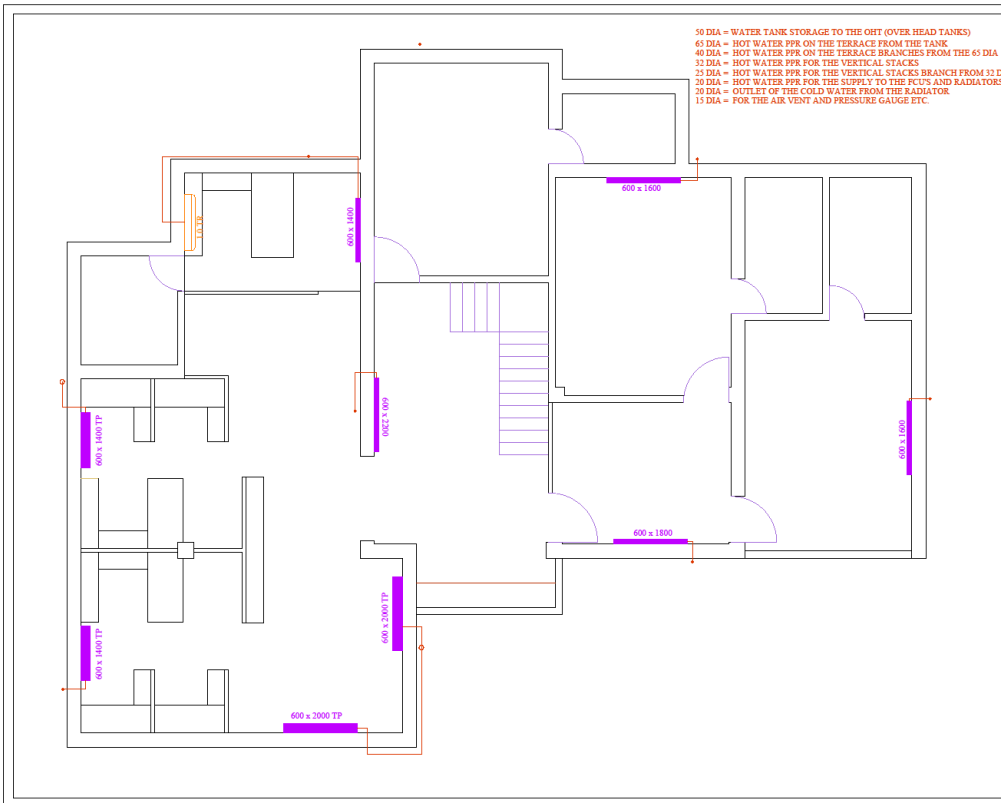 50 DIA = WATER TANK STORAGE TO THE OHT (OVER HEAD TANKS)
65 DIA = HOT WATER PPR ON THE TERRACE FROM THE TANK
40 DIA = HOT WATER PPR ON THE TERRACE BRANCHES FROM THE 65 DIA
32 DIA = HOT WATER PPR FOR THE VERTICAL STACKS
25 DIA = HOT WATER PPR FOR THE VERTICAL STACKS BRANCH FROM 32 D
20 DIA = HOT WATER PPR FOR THE SUPPLY TO THE FCU'S AND RADIATORS
20 DIA = OUTLET OF THE COLD WATER FROM THE RADIATOR
15 DIA = FOR THE AIR VENT AND PRESSURE GAUGE ETC.
600 x 1600
1.0 TR
600 x 1400
600 x 2200
600 x 1400 TP
600 x 1600
600 x 1800
600 x 2000 TP
600 x 1400 TP
600 x 2000 TP